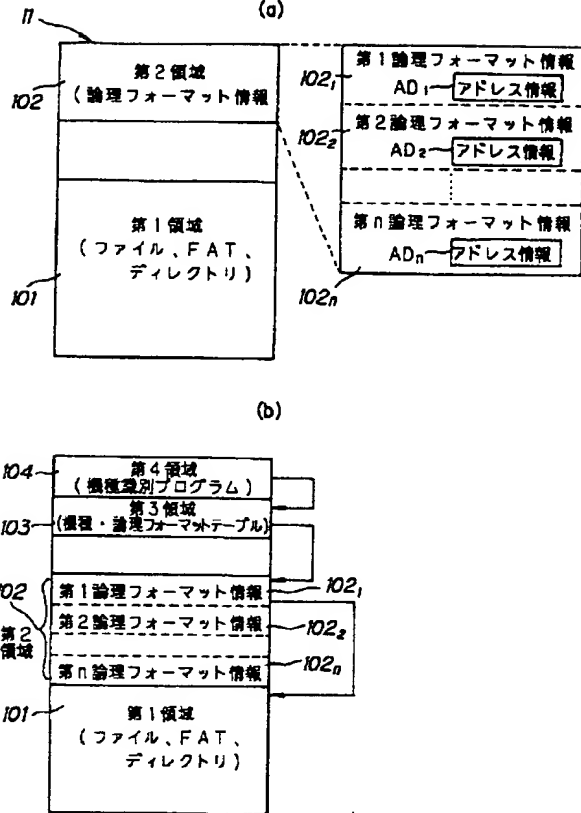 (a)
11
102
第2領域
(論理フォーマット情報
第1領域
(ファイル、FAT、
ディレクトリ)
101
102₁
第1論理フォーマット情報
AD₁ アドレス情報
102₂
第2論理フォーマット情報
AD₂ アドレス情報
第n論理フォーマット情報
ADn アドレス情報
102n
(b)
104
第4領域
(機種識別プログラム)
103
第3領域
(機種・論理フォーマットテーブル)
102
第2
領域
第1論理フォーマット情報 102₁
第2論理フォーマット情報 102₂
第n論理フォーマット情報 102n
101
第1領域
(ファイル、FAT、
ディレクトリ)